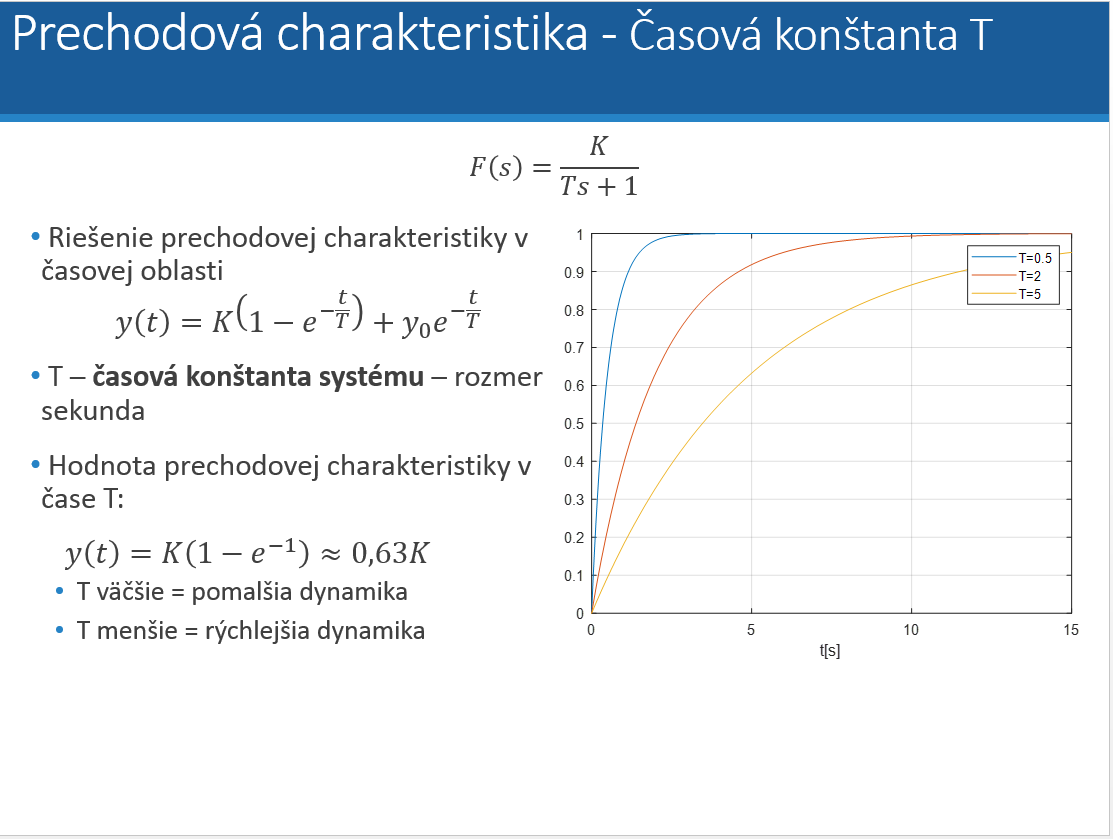 Prechodová charakteristika - Časová konštanta T
F(s) = K / (Ts + 1)
• Riešenie prechodovej charakteristiky v
časovej oblasti
y(t) = K(1 − e^(−t/T)) + y₀e^(−t/T)
• T – časová konštanta systému – rozmer
sekunda
• Hodnota prechodovej charakteristiky v
čase T:
y(t) = K(1 − e⁻¹) ≈ 0,63K
• T väčšie = pomalšia dynamika
• T menšie = rýchlejšia dynamika
1
0.9
0.8
0.7
0.6
0.5
0.4
0.3
0.2
0.1
0
T=0.5
T=2
T=5
0 5 10 15
t[s]